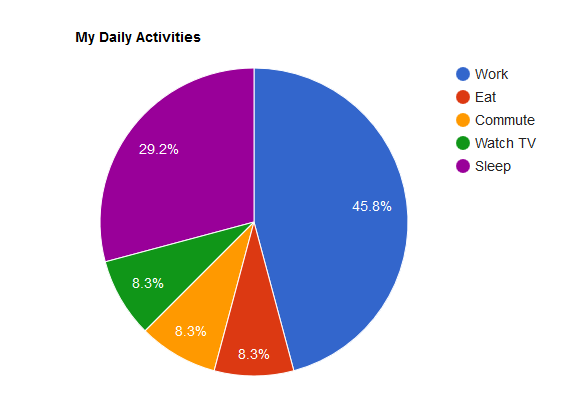 My Daily Activities
Work
Eat
Commute
Watch TV
Sleep
29.2%
45.8%
8.3%
8.3%
8.3%